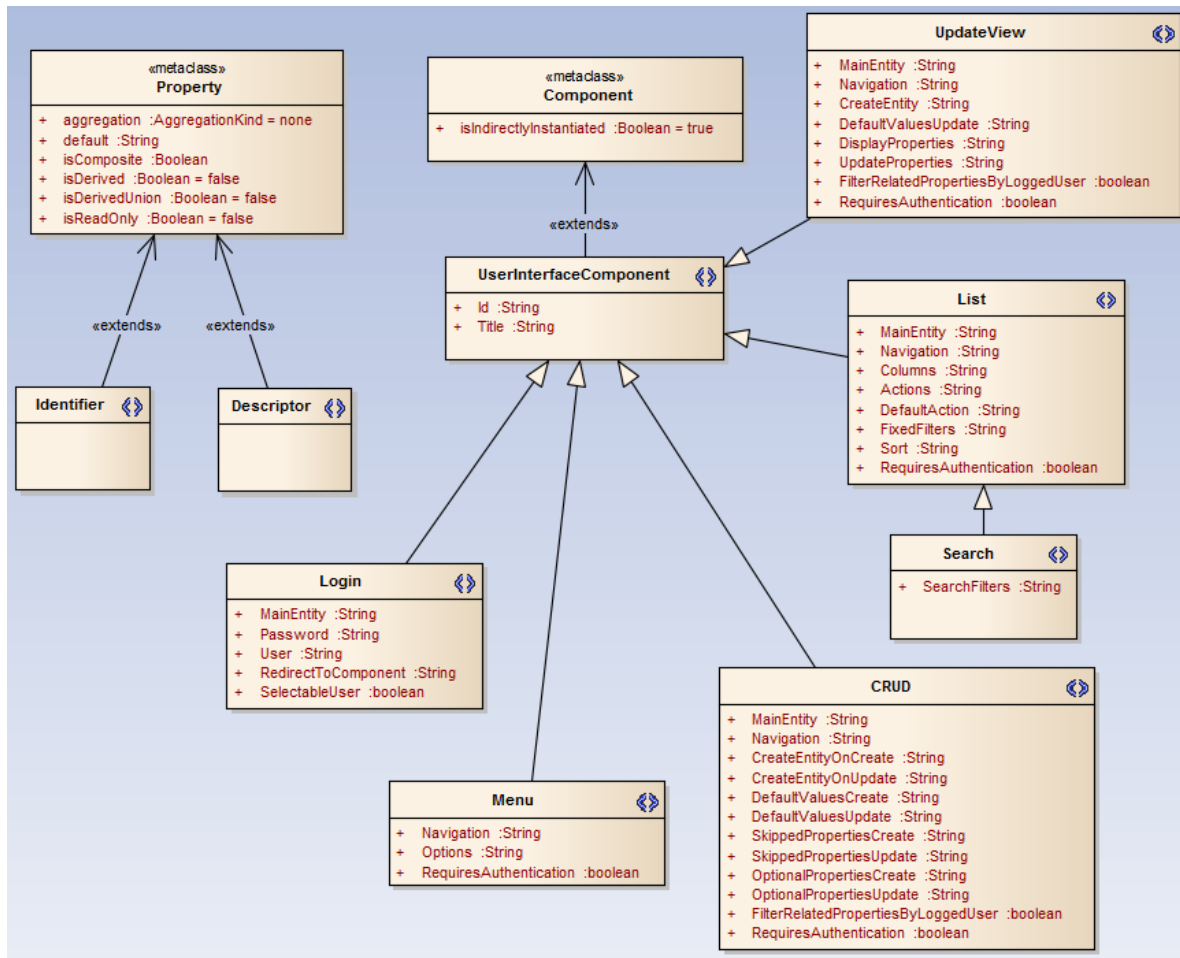 «metaclass»
Property
+ aggregation :AggregationKind = none
+ default :String
+ isComposite :Boolean
+ isDerived :Boolean = false
+ isDerivedUnion :Boolean = false
+ isReadOnly :Boolean = false
«metaclass»
Component
+ isIndirectlyInstantiated :Boolean = true
UpdateView
+ MainEntity :String
+ Navigation :String
+ CreateEntity :String
+ DefaultValuesUpdate :String
+ DisplayProperties :String
+ UpdateProperties :String
+ FilterRelatedPropertiesByLoggedUser :boolean
+ RequiresAuthentication :boolean
«extends»
UserInterfaceComponent
+ Id :String
+ Title :String
List
+ MainEntity :String
+ Navigation :String
+ Columns :String
+ Actions :String
+ DefaultAction :String
+ FixedFilters :String
+ Sort :String
+ RequiresAuthentication :boolean
«extends»
«extends»
Identifier
Descriptor
Search
+ SearchFilters :String
Login
+ MainEntity :String
+ Password :String
+ User :String
+ RedirectToComponent :String
+ SelectableUser :boolean
CRUD
+ MainEntity :String
+ Navigation :String
+ CreateEntityOnCreate :String
+ CreateEntityOnUpdate :String
+ DefaultValuesCreate :String
+ DefaultValuesUpdate :String
+ SkippedPropertiesCreate :String
+ SkippedPropertiesUpdate :String
+ OptionalPropertiesCreate :String
+ OptionalPropertiesUpdate :String
+ FilterRelatedPropertiesByLoggedUser :boolean
+ RequiresAuthentication :boolean
Menu
+ Navigation :String
+ Options :String
+ RequiresAuthentication :boolean